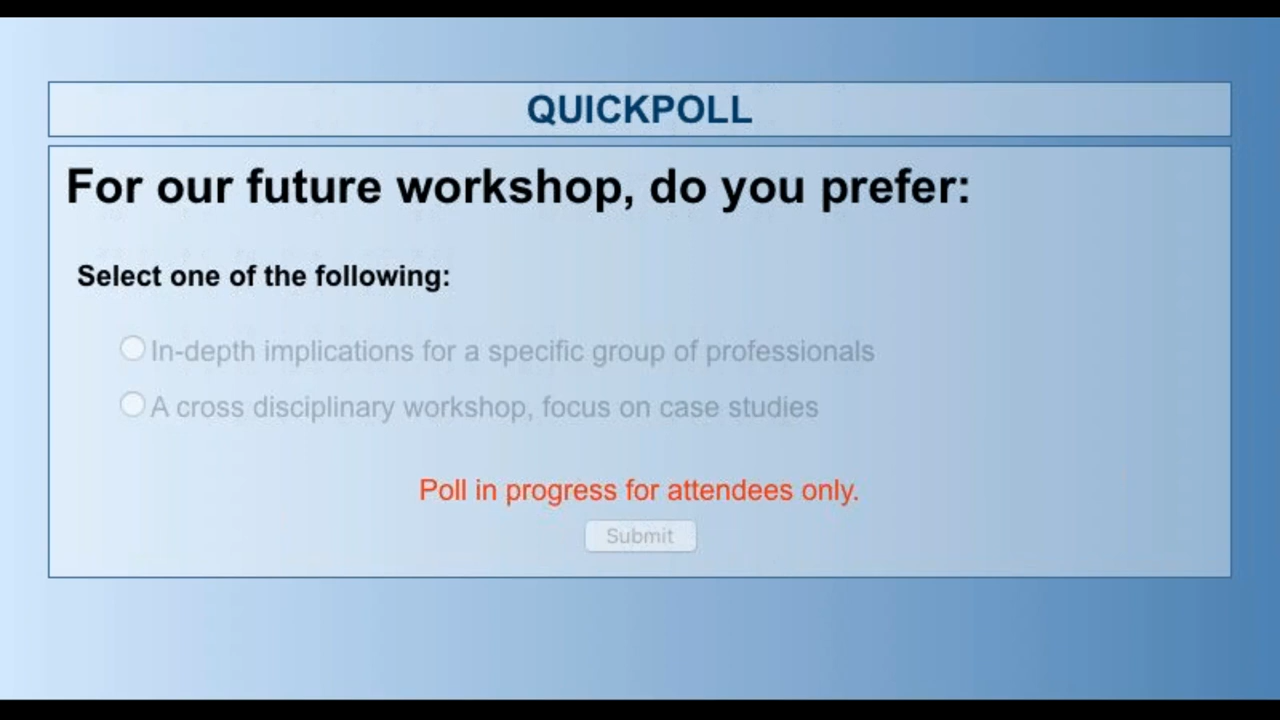 QUICKPOLL
For our future workshop, do you prefer:
Select one of the following:
In-depth implications for a specific group of professionals
A cross disciplinary workshop, focus on case studies
Poll in progress for attendees only.
Submit